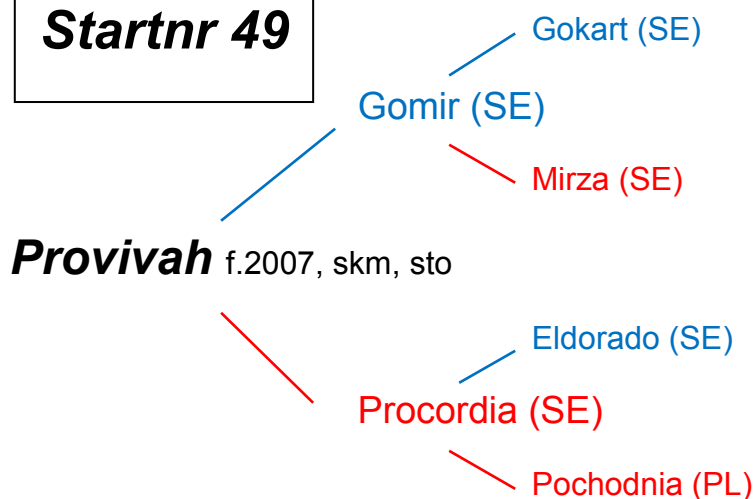 Startnr 49
Gokart (SE)
Gomir (SE)
Mirza (SE)
Provivah f.2007, skm, sto
Eldorado (SE)
Procordia (SE)
Pochodnia (PL)